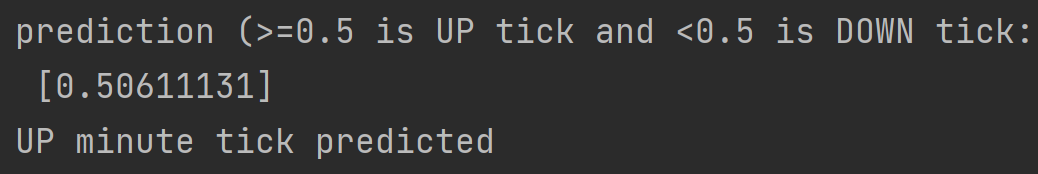 prediction (>=0.5 is UP tick and <0.5 is DOWN tick:
[0.50611131]
UP minute tick predicted